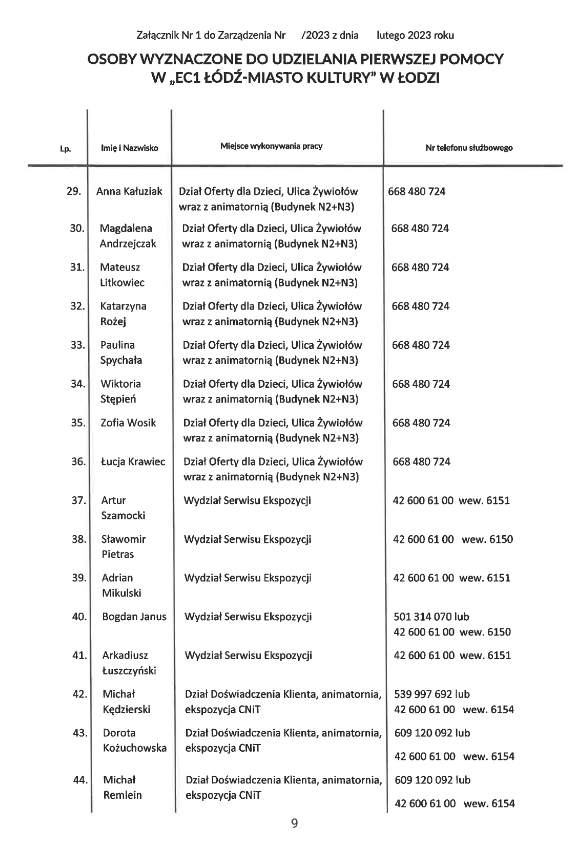 Załącznik Nr 1 do Zarządzenia Nr /2023 z dnia lutego 2023 roku
OSOBY WYZNACZONE DO UDZIELANIA PIERWSZEJ POMOCY
W „EC1 ŁÓDŹ-MIASTO KULTURY” W ŁODZI
Lp. Imię i Nazwisko Miejsce wykonywania pracy Nr telefonu służbowego
29. Anna Kałuziak Dział Oferty dla Dzieci, Ulica Żywiołów 668 480 724
wraz z animatornią (Budynek N2+N3)
30. Magdalena Dział Oferty dla Dzieci, Ulica Żywiołów 668 480 724
Andrzejczak wraz z animatornią (Budynek N2+N3)
31. Mateusz Dział Oferty dla Dzieci, Ulica Żywiołów 668 480 724
Litkowiec wraz z animatornią (Budynek N2+N3)
32. Katarzyna Dział Oferty dla Dzieci, Ulica Żywiołów 668 480 724
Rożej wraz z animatornią (Budynek N2+N3)
33. Paulina Dział Oferty dla Dzieci, Ulica Żywiołów 668 480 724
Spychała wraz z animatornią (Budynek N2+N3)
34. Wiktoria Dział Oferty dla Dzieci, Ulica Żywiołów 668 480 724
Stępień wraz z animatornią (Budynek N2+N3)
35. Zofia Wosik Dział Oferty dla Dzieci, Ulica Żywiołów 668 480 724
wraz z animatornią (Budynek N2+N3)
36. Łucja Krawiec Dział Oferty dla Dzieci, Ulica Żywiołów 668 480 724
wraz z animatornią (Budynek N2+N3)
37. Artur Wydział Serwisu Ekspozycji 42 600 61 00 wew. 6151
Szamocki
38. Sławomir Wydział Serwisu Ekspozycji 42 600 61 00 wew. 6150
Pietras
39. Adrian Wydział Serwisu Ekspozycji 42 600 61 00 wew. 6151
Mikulski
40. Bogdan Janus Wydział Serwisu Ekspozycji 501 314 070 lub
42 600 61 00 wew. 6150
41. Arkadiusz Wydział Serwisu Ekspozycji 42 600 61 00 wew. 6151
Łuszczyński
42. Michał Dział Doświadczenia Klienta, animatornia, 539 997 692 lub
Kędzierski ekspozycja CNiT 42 600 61 00 wew. 6154
43. Dorota Dział Doświadczenia Klienta, animatornia, 609 120 092 lub
Kożuchowska ekspozycja CNiT
42 600 61 00 wew. 6154
44. Michał Dział Doświadczenia Klienta, animatornia, 609 120 092 lub
Remlein ekspozycja CNiT
42 600 61 00 wew. 6154
9